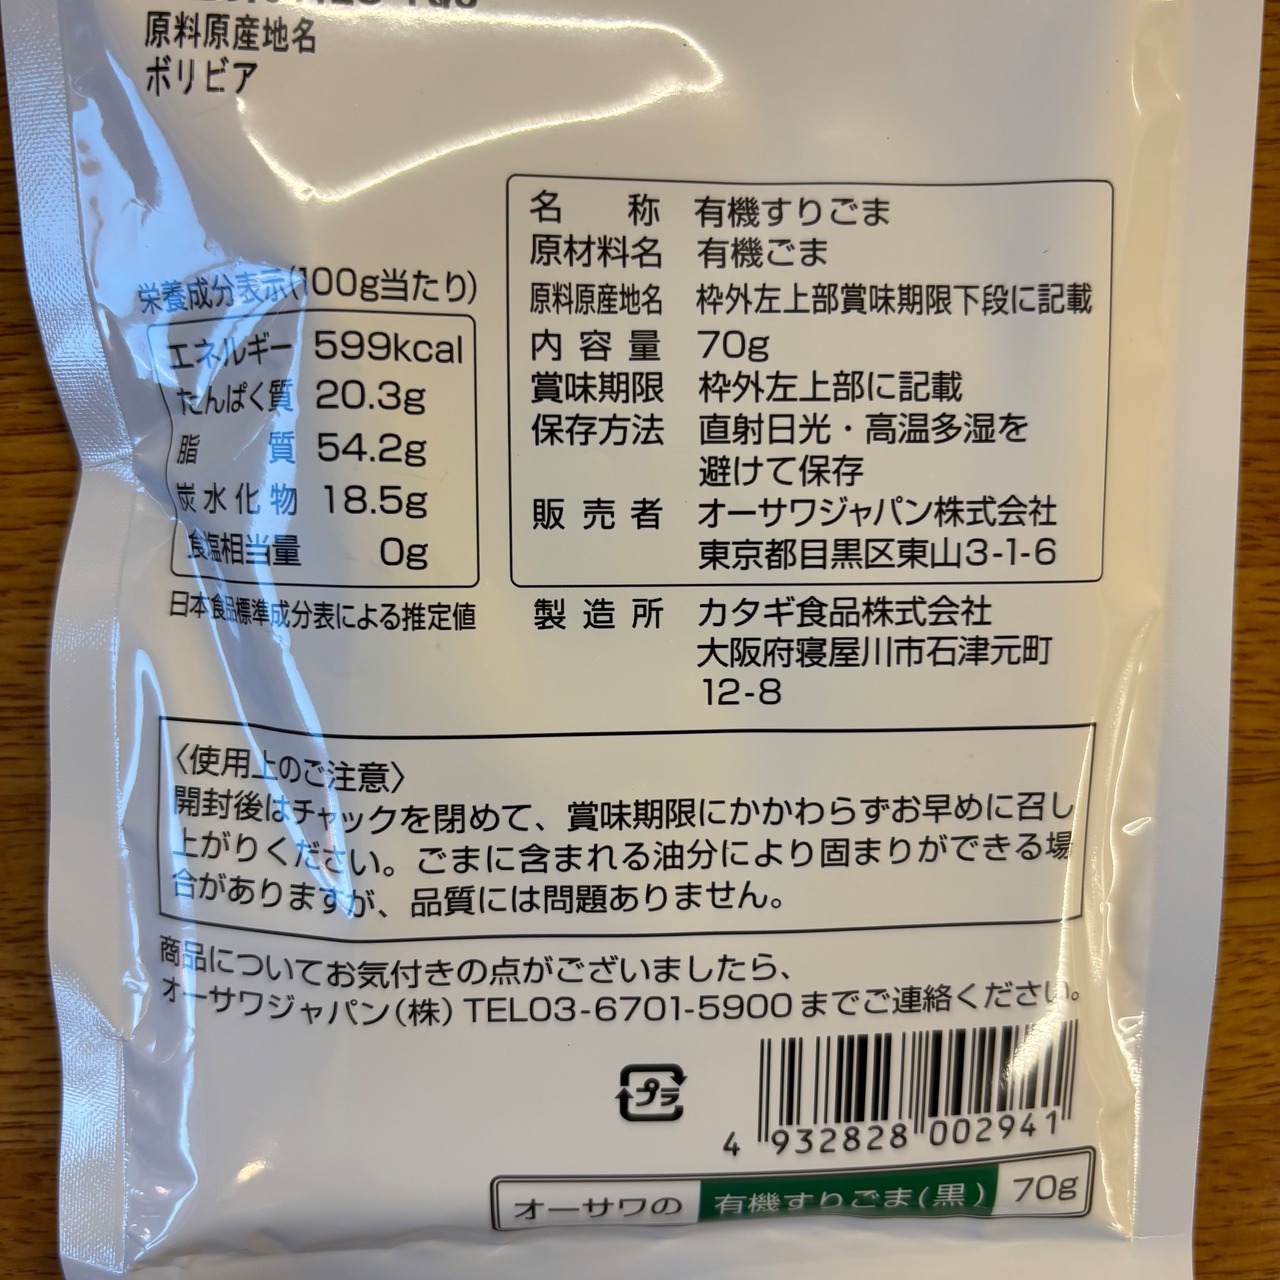 原料原産地名
ボリビア
栄養成分表示(100g当たり)
エネルギー 599kcal
たんぱく質 20.3g
脂質 54.2g
炭水化物 18.5g
食塩相当量 0g
日本食品標準成分表による推定値
名称 有機すりごま
原材料名 有機ごま
原料原産地名 枠外左上部賞味期限下段に記載
内容量 70g
賞味期限 枠外左上部に記載
保存方法 直射日光・高温多湿を
避けて保存
販売者 オーサワジャパン株式会社
東京都目黒区東山3-1-6
製造所 カタギ食品株式会社
大阪府寝屋川市石津元町
12-8
〈使用上のご注意〉
開封後はチャックを閉めて、賞味期限にかかわらずお早めに召し
上がりください。ごまに含まれる油分により固まりができる場
合がありますが、品質には問題ありません。
商品についてお気付きの点がございましたら、
オーサワジャパン(株) TEL03-6701-5900までご連絡ください。
プラ
4 932828 002941
オーサワの 有機すりごま(黒) 70g